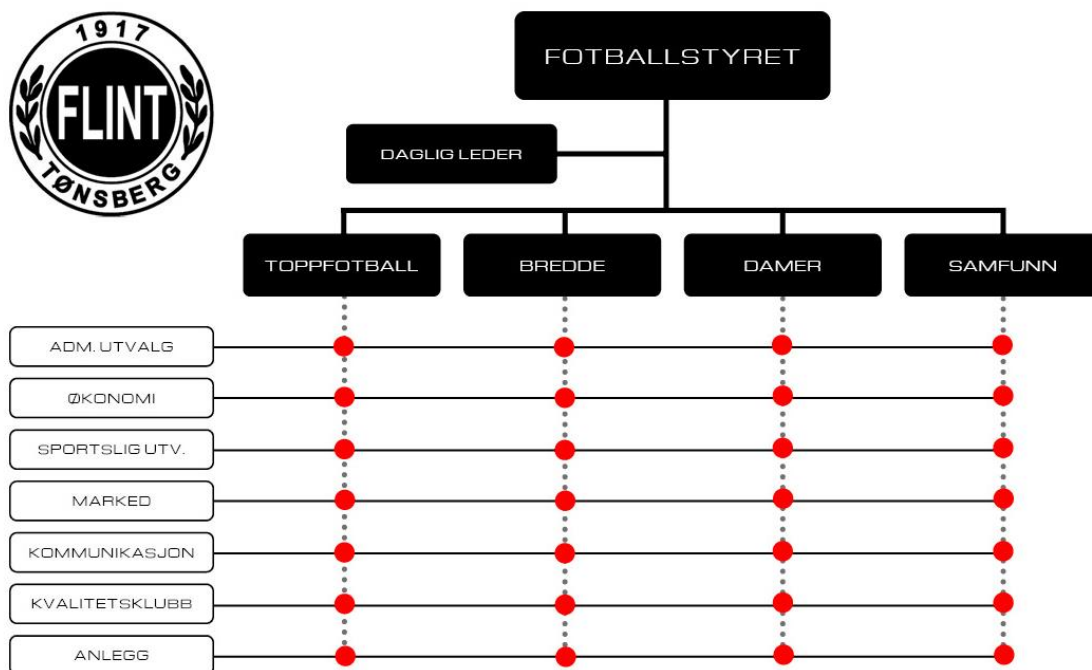 1917
FLINT
TØNSBERG
FOTBALLSTYRET
DAGLIG LEDER
TOPPFOTBALL
BREDDE
DAMER
SAMFUNN
ADM. UTVALG
ØKONOMI
SPORTSLIG UTV.
MARKED
KOMMUNIKASJON
KVALITETSKLUBB
ANLEGG